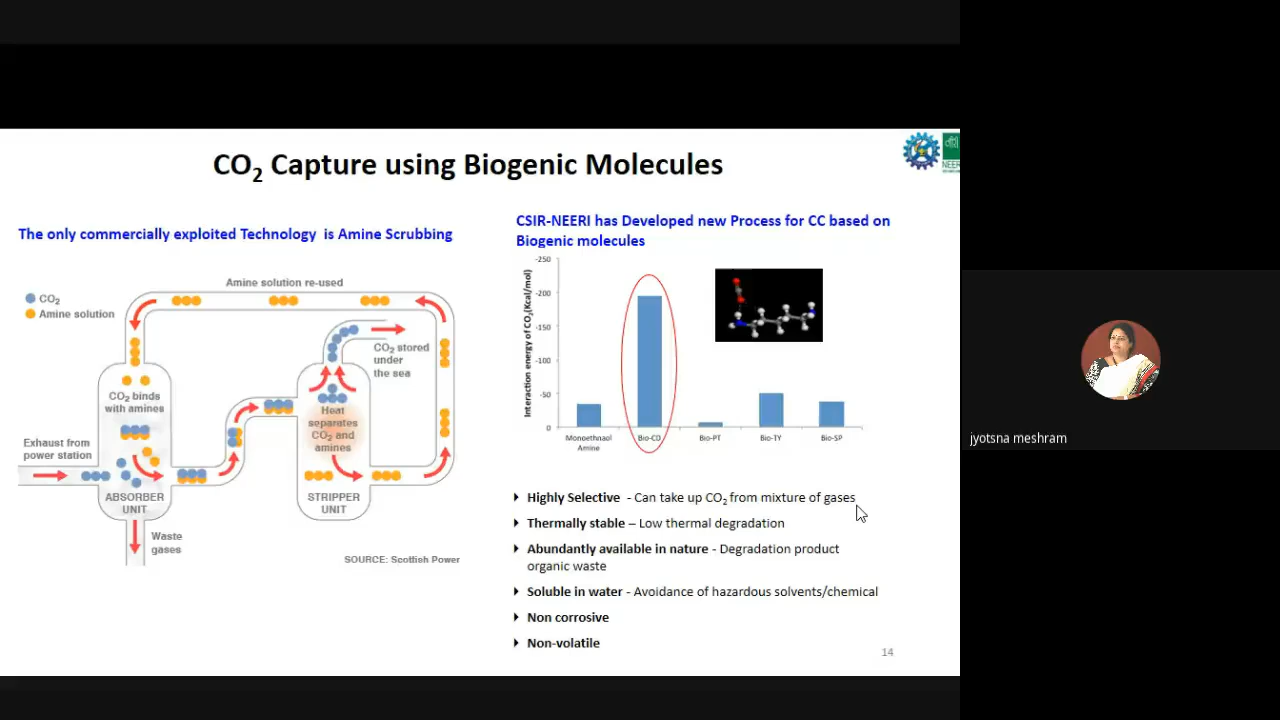 CO2 Capture using Biogenic Molecules
The only commercially exploited Technology is Amine Scrubbing
Amine solution re-used
CO2
Amine solution
CO2 stored
under
the sea
CO2 binds
with amines
Heat
separates
CO2 and
amines
Exhaust from
power station
ABSORBER
UNIT
STRIPPER
UNIT
Waste
gases
SOURCE: Scottish Power
CSIR-NEERI has Developed new Process for CC based on
Biogenic molecules
Interaction energy of CO2(Kcal/mol)
-250
-200
-150
-100
-50
0
Monoethnaol
Amine
Bio-CD
Bio-PT
Bio-TY
Bio-SP
Highly Selective - Can take up CO2 from mixture of gases
Thermally stable – Low thermal degradation
Abundantly available in nature - Degradation product
organic waste
Soluble in water - Avoidance of hazardous solvents/chemical
Non corrosive
Non-volatile
14
jyotsna meshram